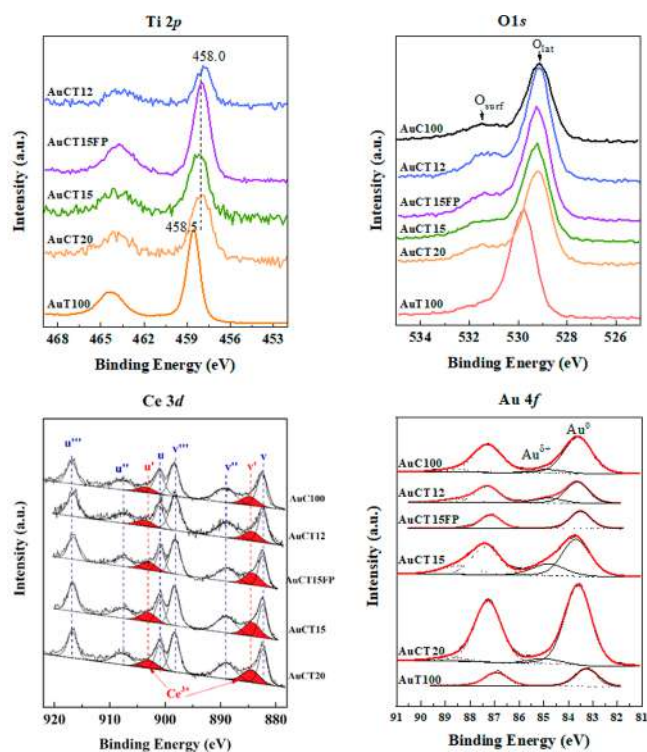 Ti 2p
458.0
AuCT12
AuCT15FP
AuCT15
458.5
AuCT20
AuT100
Intensity (a.u.)
468 465 462 459 456 453
Binding Energy (eV)
O1s
O_lat
O_surf
AuC100
AuCT12
AuCT15FP
AuCT15
AuCT20
AuT100
Intensity (a.u.)
534 532 530 528 526
Binding Energy (eV)
Ce 3d
u''' u'' u' u v''' v'' v' v
AuC100
AuCT12
AuCT15FP
AuCT15
AuCT20
Ce³⁺
Intensity (a.u.)
920 910 900 890 880
Binding Energy (eV)
Au 4f
Au⁰
Au^δ⁺
AuC100
AuCT12
AuCT15FP
AuCT15
AuCT20
AuT100
Intensity (a.u.)
91 90 89 88 87 86 85 84 83 82 81
Binding Energy (eV)